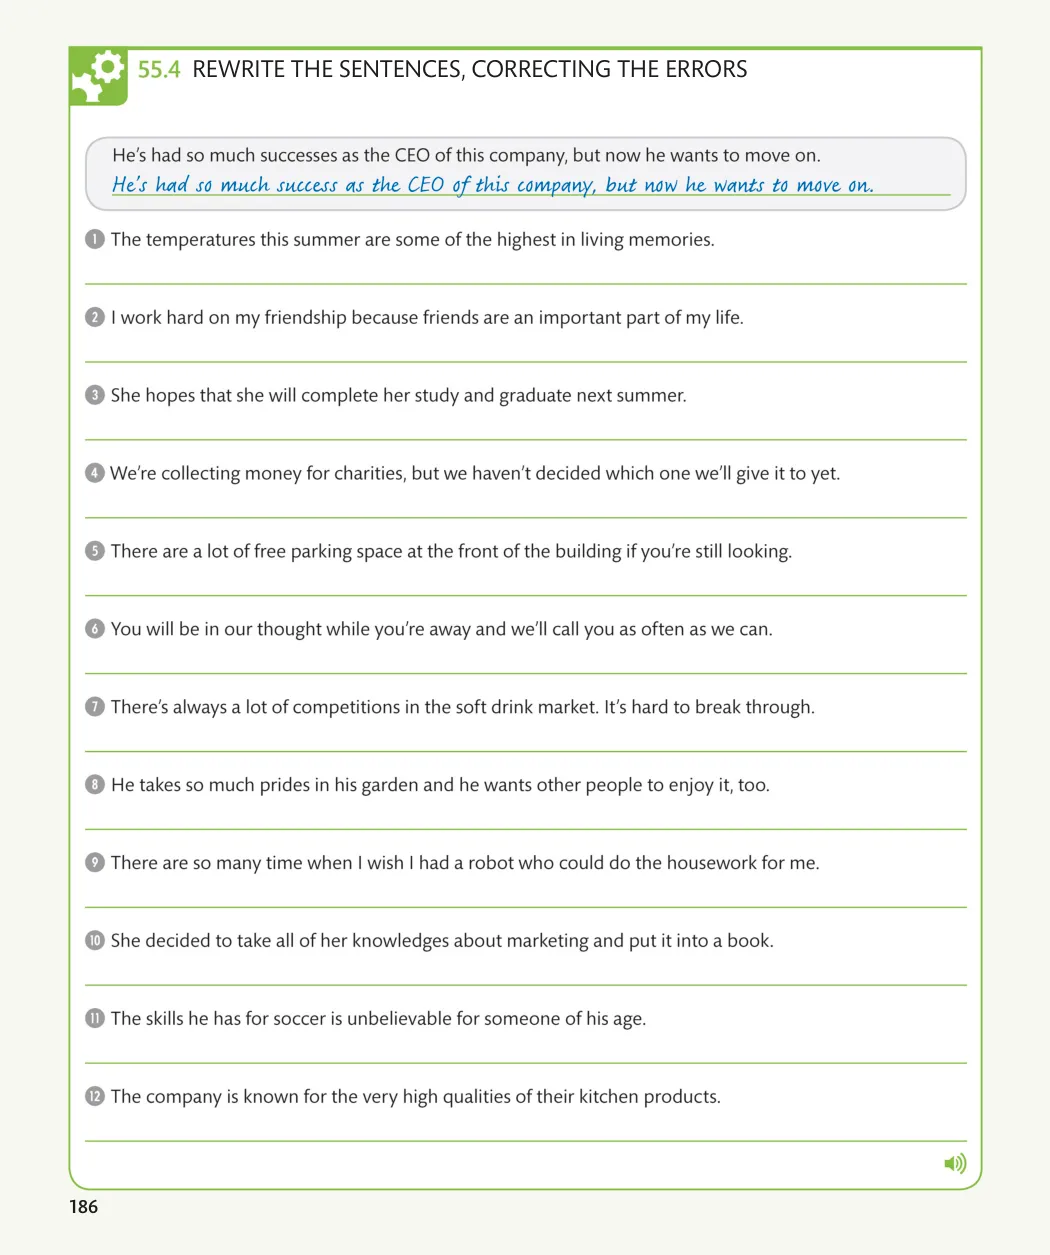 55.4 REWRITE THE SENTENCES, CORRECTING THE ERRORS
He’s had so much successes as the CEO of this company, but now he wants to move on.
He’s had so much success as the CEO of this company, but now he wants to move on.
1 The temperatures this summer are some of the highest in living memories.
2 I work hard on my friendship because friends are an important part of my life.
3 She hopes that she will complete her study and graduate next summer.
4 We’re collecting money for charities, but we haven’t decided which one we’ll give it to yet.
5 There are a lot of free parking space at the front of the building if you’re still looking.
6 You will be in our thought while you’re away and we’ll call you as often as we can.
7 There’s always a lot of competitions in the soft drink market. It’s hard to break through.
8 He takes so much prides in his garden and he wants other people to enjoy it, too.
9 There are so many time when I wish I had a robot who could do the housework for me.
10 She decided to take all of her knowledges about marketing and put it into a book.
11 The skills he has for soccer is unbelievable for someone of his age.
12 The company is known for the very high qualities of their kitchen products.
186